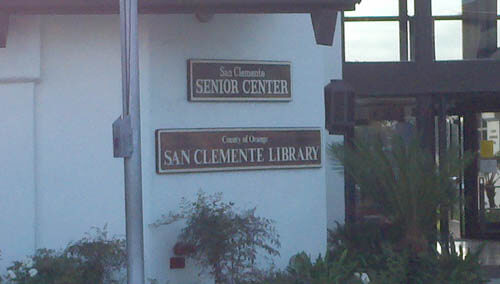 San Clemente
SENIOR CENTER
County of Orange
SAN CLEMENTE LIBRARY